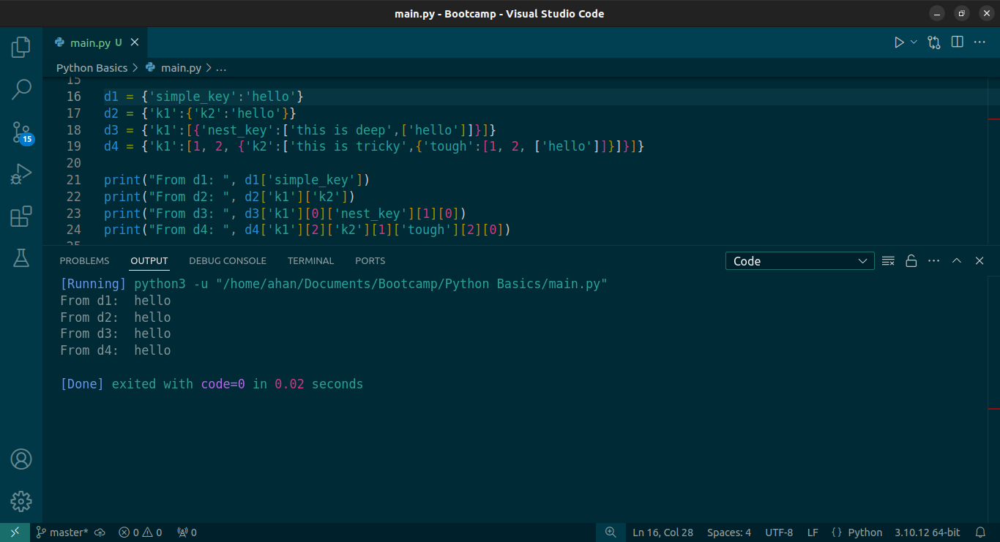 main.py - Bootcamp - Visual Studio Code
main.py U
Python Basics > main.py > ...
15
16 d1 = {'simple_key':'hello'}
17 d2 = {'k1':{'k2':'hello'}}
18 d3 = {'k1':[{'nest_key':['this is deep',['hello']]}]}
19 d4 = {'k1':[1, 2, {'k2':['this is tricky',{'tough':[1, 2, ['hello']]}]}]}
20
21 print("From d1: ", d1['simple_key'])
22 print("From d2: ", d2['k1']['k2'])
23 print("From d3: ", d3['k1'][0]['nest_key'][1][0])
24 print("From d4: ", d4['k1'][2]['k2'][1]['tough'][2][0])
25
15
PROBLEMS OUTPUT DEBUG CONSOLE TERMINAL PORTS Code
[Running] python3 -u "/home/ahan/Documents/Bootcamp/Python Basics/main.py"
From d1:  hello
From d2:  hello
From d3:  hello
From d4:  hello
[Done] exited with code=0 in 0.02 seconds
master* 0 0 0 Ln 16, Col 28 Spaces: 4 UTF-8 LF {} Python 3.10.12 64-bit